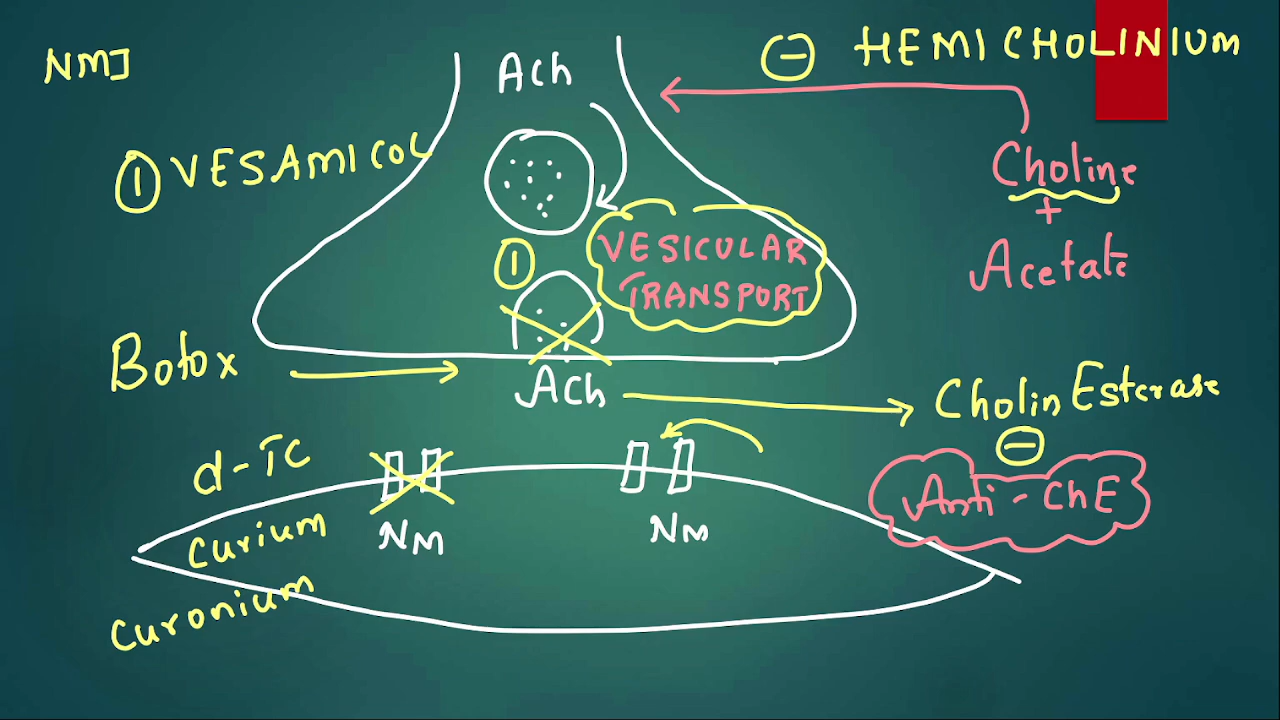 NMJ
Ach
⊖ HEMICHOLINIUM
① VESAMICOL
Choline
+
Acetate
①
VESICULAR
TRANSPORT
Botox
Ach
CholinEsterase
⊖
Anti-ChE
d-TC
Curium
Curonium
NM
NM